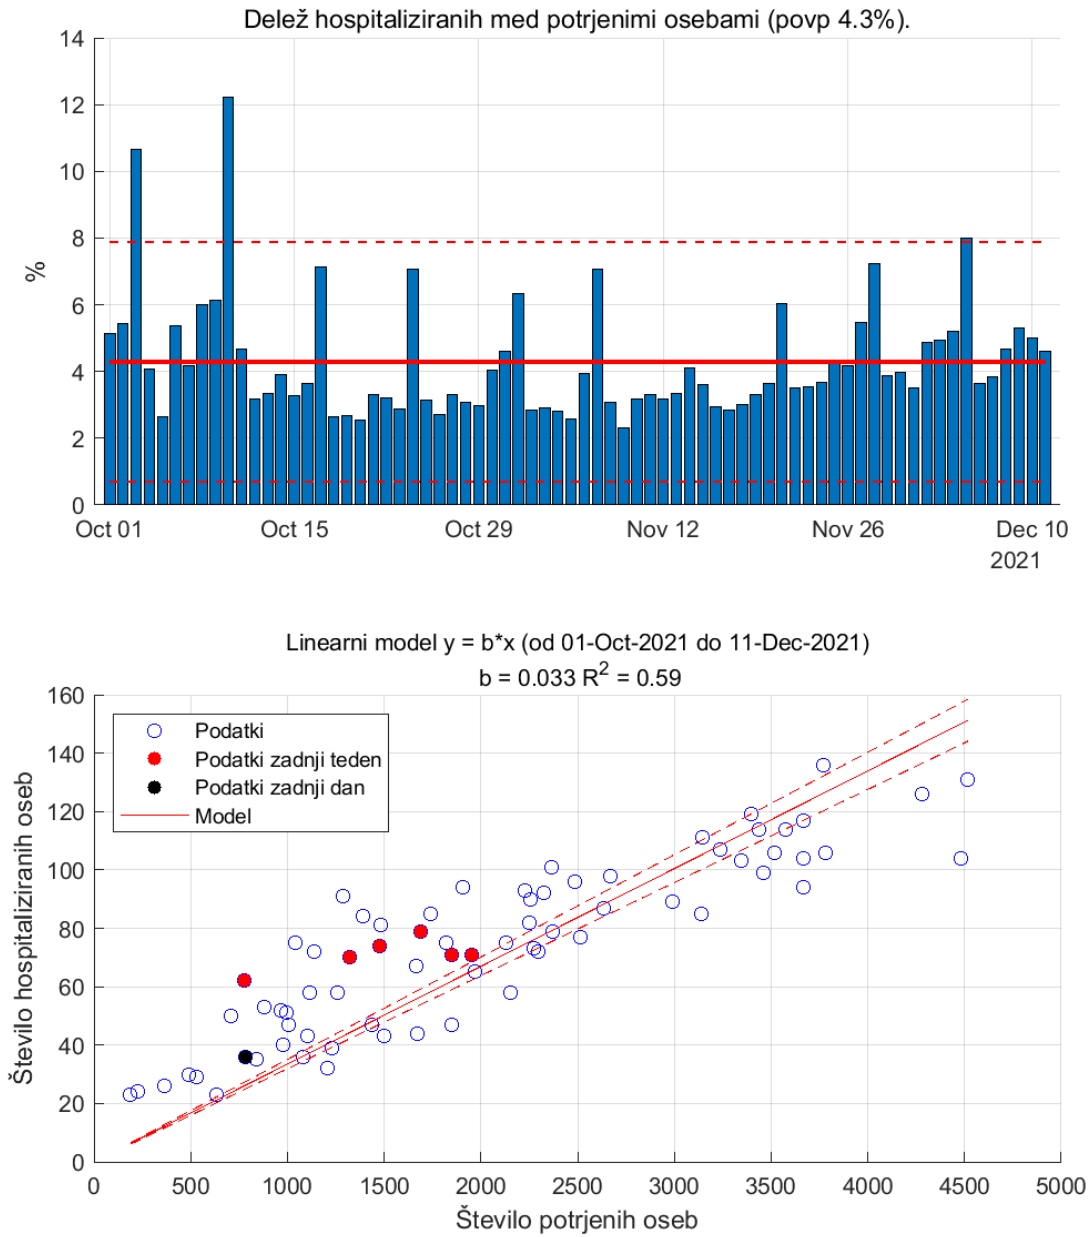 Delež hospitaliziranih med potrjenimi osebami (povp 4.3%).
14
12
10
8
6
4
2
0
%
Oct 01 Oct 15 Oct 29 Nov 12 Nov 26 Dec 10
2021
Linearni model y = b*x (od 01-Oct-2021 do 11-Dec-2021)
b = 0.033 R² = 0.59
160
140
120
100
80
60
40
20
0
Število hospitaliziranih oseb
Podatki
Podatki zadnji teden
Podatki zadnji dan
Model
0 500 1000 1500 2000 2500 3000 3500 4000 4500 5000
Število potrjenih oseb